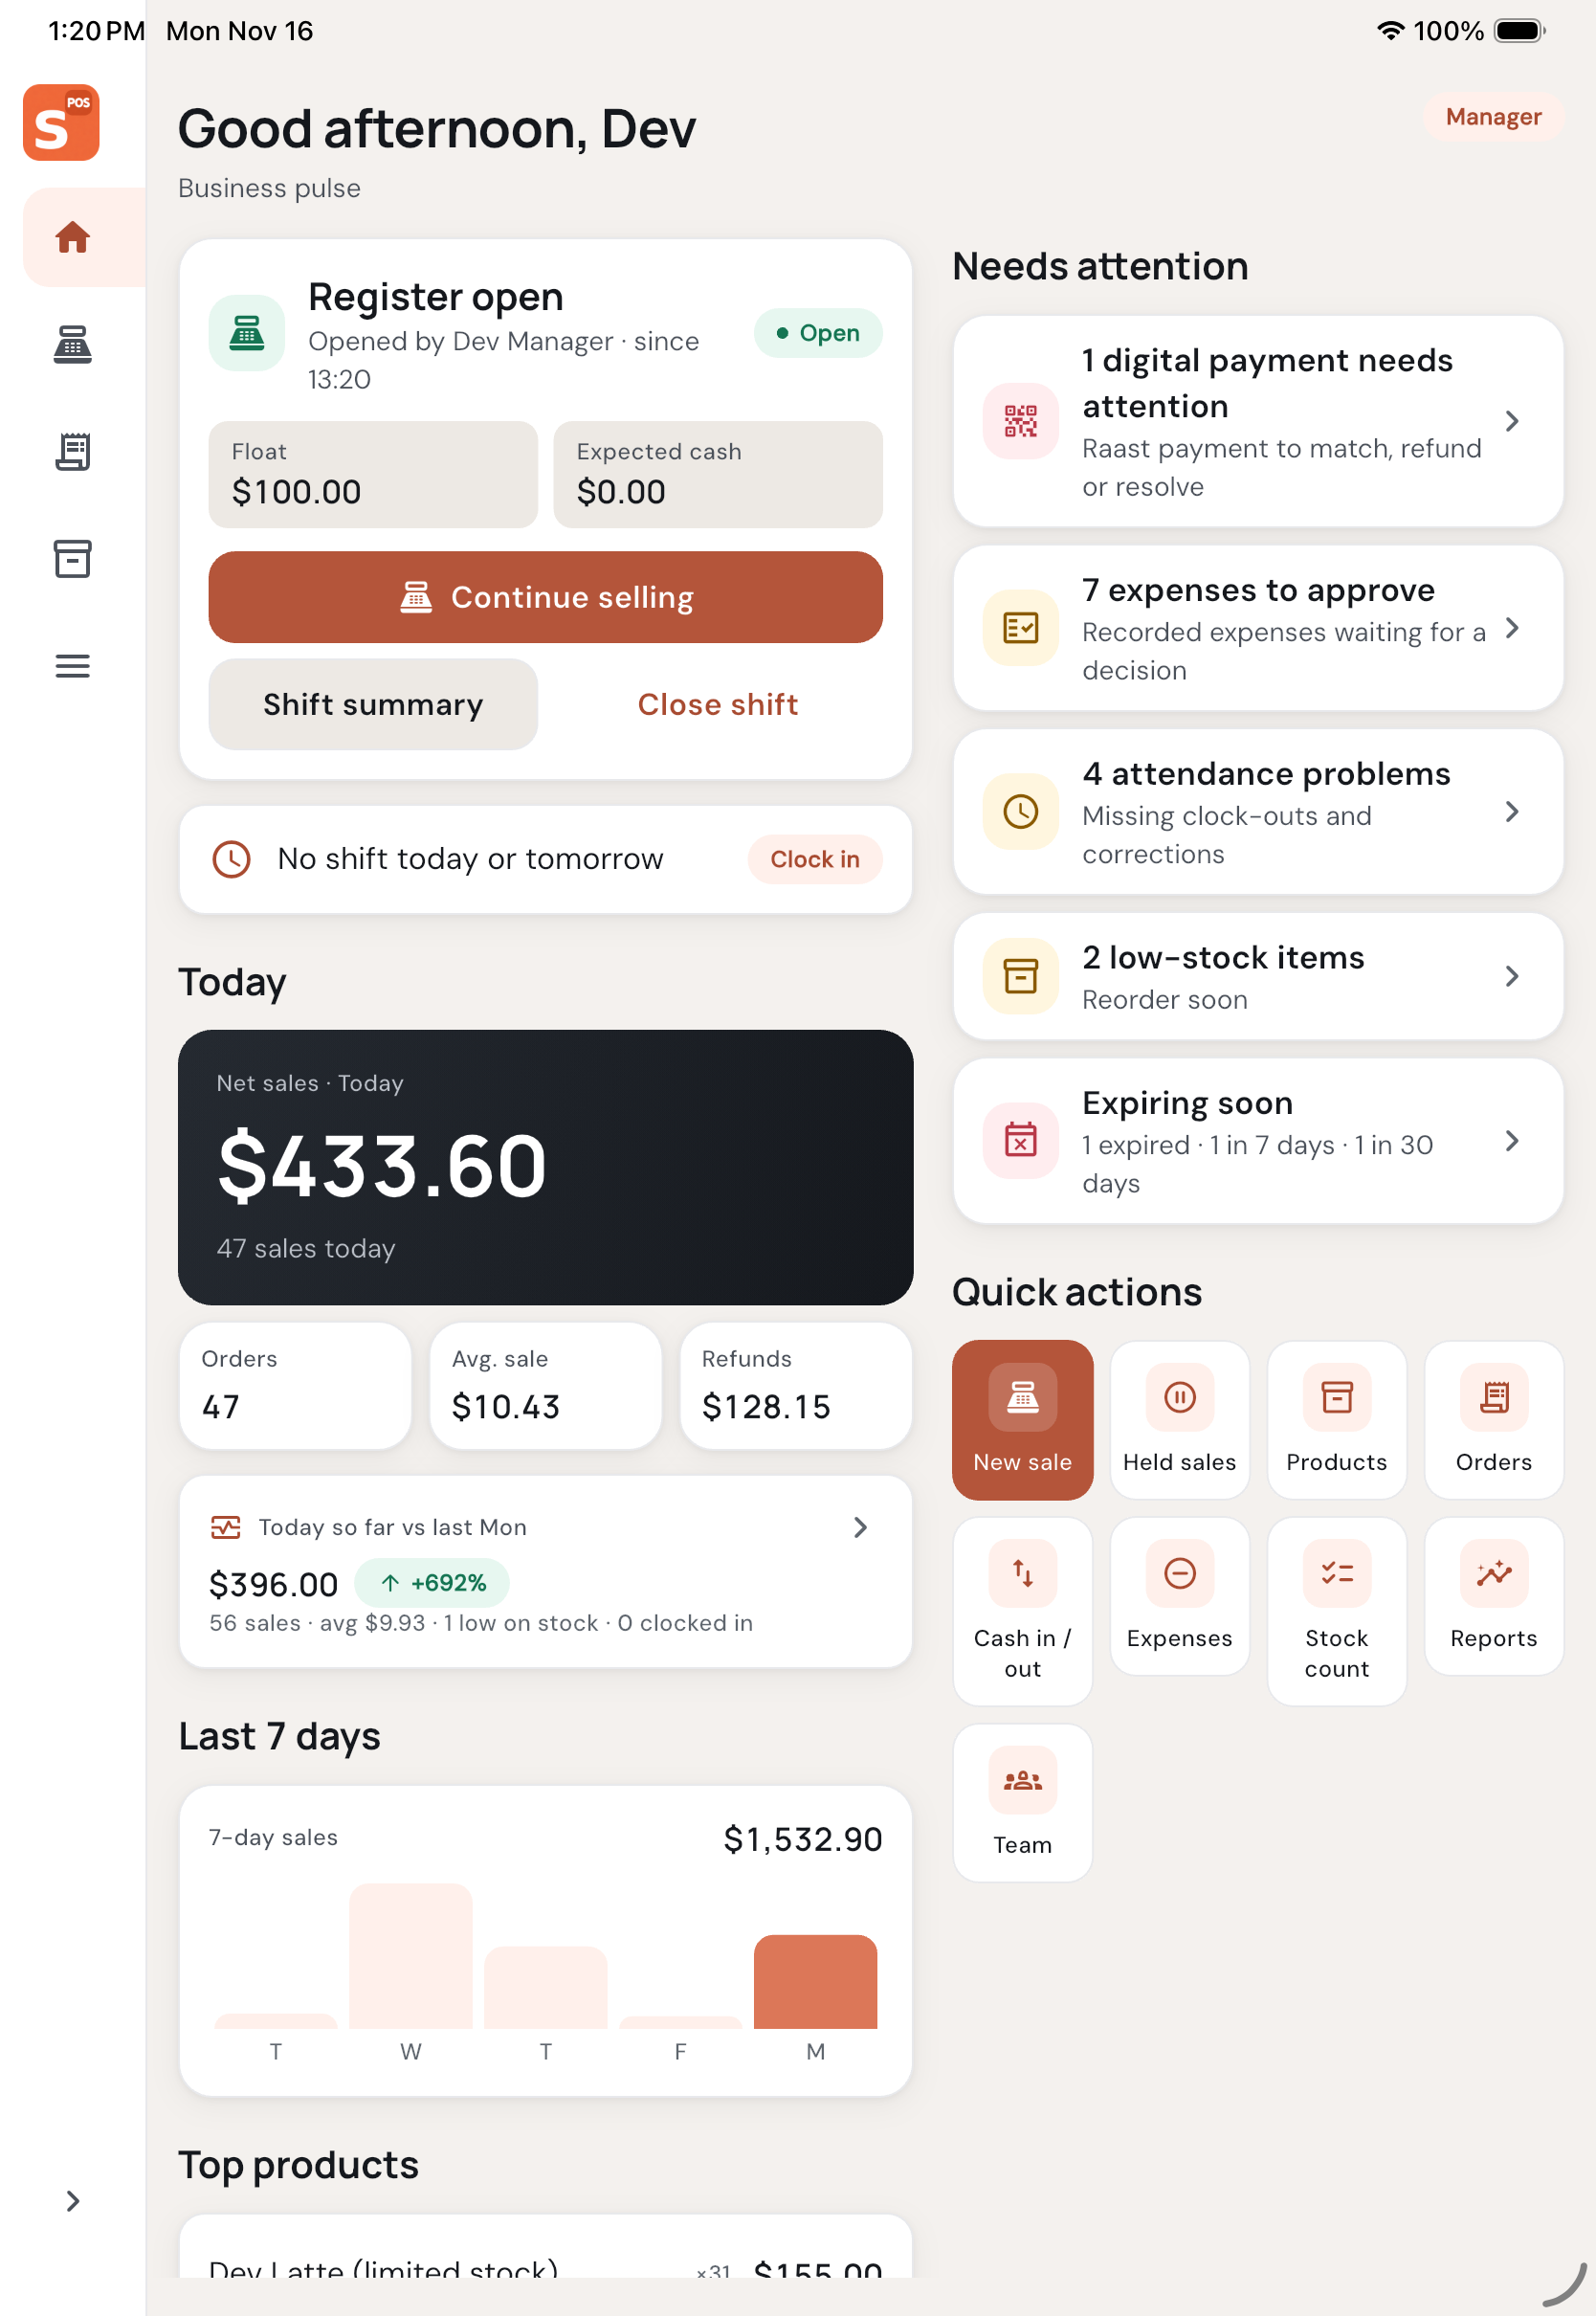 1:20 PM Mon Nov 16
100%
S POS
Good afternoon, Dev
Manager
Business pulse
Register open
Opened by Dev Manager · since
13:20
Open
Float
$100.00
Expected cash
$0.00
Continue selling
Shift summary
Close shift
No shift today or tomorrow
Clock in
Today
Net sales · Today
$433.60
47 sales today
Orders
47
Avg. sale
$10.43
Refunds
$128.15
Today so far vs last Mon
$396.00
+692%
56 sales · avg $9.93 · 1 low on stock · 0 clocked in
Last 7 days
7-day sales
$1,532.90
T W T F M
Top products
Dev Latte (limited stock) ×31 $155.00
Needs attention
1 digital payment needs
attention
Raast payment to match, refund
or resolve
7 expenses to approve
Recorded expenses waiting for a
decision
4 attendance problems
Missing clock-outs and
corrections
2 low-stock items
Reorder soon
Expiring soon
1 expired · 1 in 7 days · 1 in 30
days
Quick actions
New sale
Held sales
Products
Orders
Cash in /
out
Expenses
Stock
count
Reports
Team